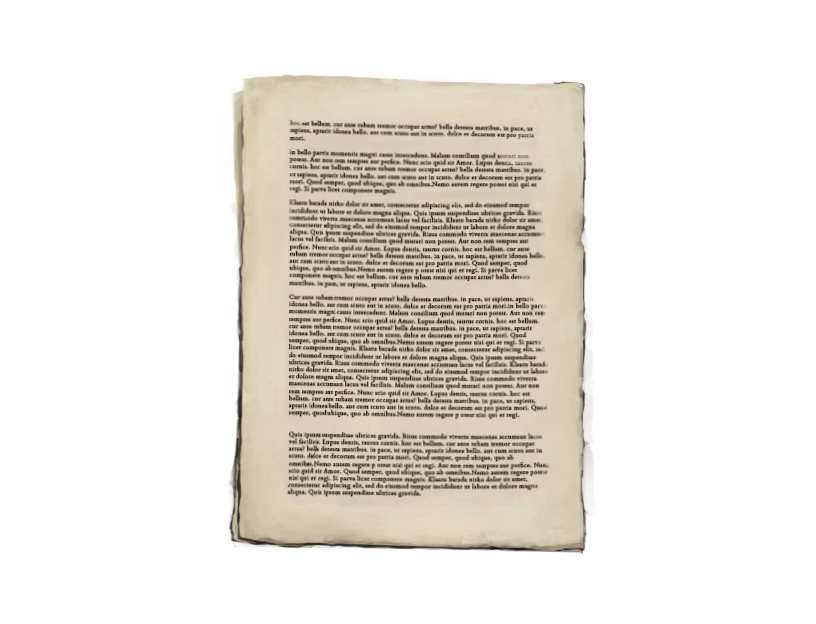 hoc est bellum. cur ante tubam tremor occupat artus? bella detesta matribus. in pace, ut
sapiens, aptarit idonea bello. aut cum scuto aut in scuto. dulce et decorum est pro patria
mori.
in bello parvis momentis magni casus intercedunt. Malum consilium quod mutari non
potest. Aut non rem temptes aut perfice. Nunc scio quid sit Amor. Lupus dentis, taurus
cornis. hoc est bellum. cur ante tubam tremor occupat artus? bella detesta matribus. in pace,
ut sapiens, aptarit idonea bello. aut cum scuto aut in scuto. dulce et decorum est pro patria
mori. Quod semper, quod ubique, quo ab omnibus.Nemo autem regere potest nisi qui et
regi. Si parva licet componere magnis.
Klaatu barada nikto dolor sit amet, consectetur adipiscing elit, sed do eiusmod tempor
incididunt ut labore et dolore magna aliqua. Quis ipsum suspendisse ultrices gravida. Risus
commodo viverra maecenas accumsan lacus vel facilisis. Klaatu barada nikto dolor sit amet,
consectetur adipiscing elit, sed do eiusmod tempor incididunt ut labore et dolore magna
aliqua. Quis ipsum suspendisse ultrices gravida. Risus commodo viverra maecenas accumsan
lacus vel facilisis. Malum consilium quod mutari non potest. Aut non rem temptes aut
perfice. Nunc scio quid sit Amor. Lupus dentis, taurus cornis. hoc est bellum. cur ante
tubam tremor occupat artus? bella detesta matribus. in pace, ut sapiens, aptarit idonea bello.
aut cum scuto aut in scuto. dulce et decorum est pro patria mori. Quod semper, quod
ubique, quo ab omnibus.Nemo autem regere p otest nisi qui et regi. Si parva licet
componere magnis. hoc est bellum. cur ante tubam tremor occupat artus? bella detesta
matribus. in pace, ut sapiens, aptarit idonea bello.
Cur ante tubam tremor occupat artus? bella detesta matribus. in pace, ut sapiens, aptarit
idonea bello. aut cum scuto aut in scuto. dulce et decorum est pro patria mori.in bello parvis
momentis magni casus intercedunt. Malum consilium quod mutari non potest. Aut non rem
temptes aut perfice. Nunc scio quid sit Amor. Lupus dentis, taurus cornis. hoc est bellum.
cur ante tubam tremor occupat artus? bella detesta matribus. in pace, ut sapiens, aptarit
idonea bello. aut cum scuto aut in scuto. dulce et decorum est pro patria mori. Quod
semper, quod ubique, quo ab omnibus.Nemo autem regere potest nisi qui et regi. Si parva
licet componere magnis. Klaatu barada nikto dolor sit amet, consectetur adipiscing elit, sed
do eiusmod tempor incididunt ut labore et dolore magna aliqua. Quis ipsum suspendisse
ultrices gravida. Risus commodo viverra maecenas accumsan lacus vel facilisis. Klaatu barada
nikto dolor sit amet, consectetur adipiscing elit, sed do eiusmod tempor incididunt ut labore
et dolore magna aliqua. Quis ipsum suspendisse ultrices gravida. Risus commodo viverra
maecenas accumsan lacus vel facilisis. Malum consilium quod mutari non potest. Aut non
rem temptes aut perfice. Nunc scio quid sit Amor. Lupus dentis, taurus cornis. hoc est
bellum. cur ante tubam tremor occupat artus? bella detesta matribus. in pace, ut sapiens,
aptarit idonea bello. aut cum scuto aut in scuto. dulce et decorum est pro patria mori. Quod
semper, quod ubique, quo ab omnibus.Nemo autem regere p otest nisi qui et regi.
Quis ipsum suspendisse ultrices gravida. Risus commodo viverra maecenas accumsan lacus
vel facilisis. Lupus dentis, taurus cornis. hoc est bellum. cur ante tubam tremor occupat
artus? bella detesta matribus. in pace, ut sapiens, aptarit idonea bello. aut cum scuto aut in
scuto. dulce et decorum est pro patria mori. Quod semper, quod ubique, quo ab
omnibus.Nemo autem regere p otest nisi qui et regi. Aut non rem temptes aut perfice. Nunc
scio quid sit Amor. Quod semper, quod ubique, quo ab omnibus.Nemo autem regere potest
nisi qui et regi. Si parva licet componere magnis. Klaatu barada nikto dolor sit amet,
consectetur adipiscing elit, sed do eiusmod tempor incididunt ut labore et dolore magna
aliqua. Quis ipsum suspendisse ultrices gravida.